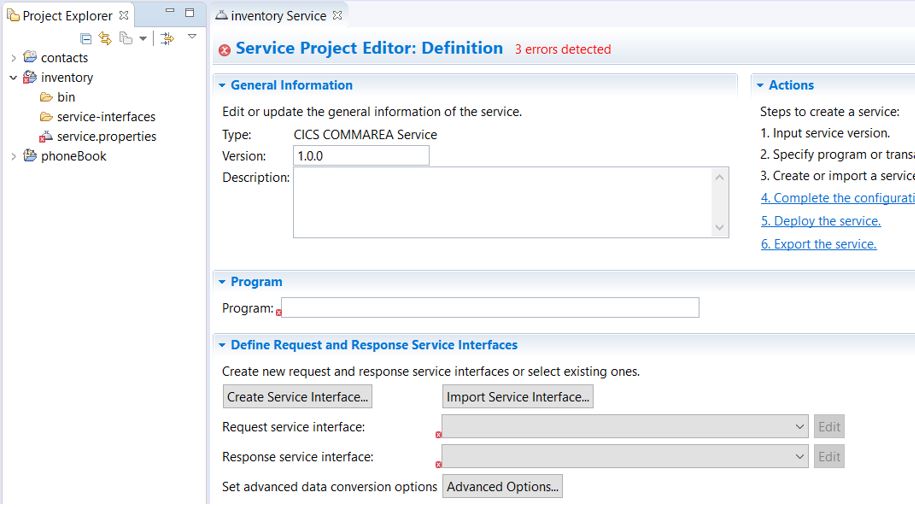 Project Explorer
inventory Service
contacts
inventory
bin
service-interfaces
service.properties
phoneBook
Service Project Editor: Definition 3 errors detected
General Information
Edit or update the general information of the service.
Type: CICS COMMAREA Service
Version: 1.0.0
Description:
Actions
Steps to create a service:
1. Input service version.
2. Specify program or transa
3. Create or import a service
4. Complete the configurati
5. Deploy the service.
6. Export the service.
Program
Program:
Define Request and Response Service Interfaces
Create new request and response service interfaces or select existing ones.
Create Service Interface... Import Service Interface...
Request service interface: Edit
Response service interface: Edit
Set advanced data conversion options Advanced Options...